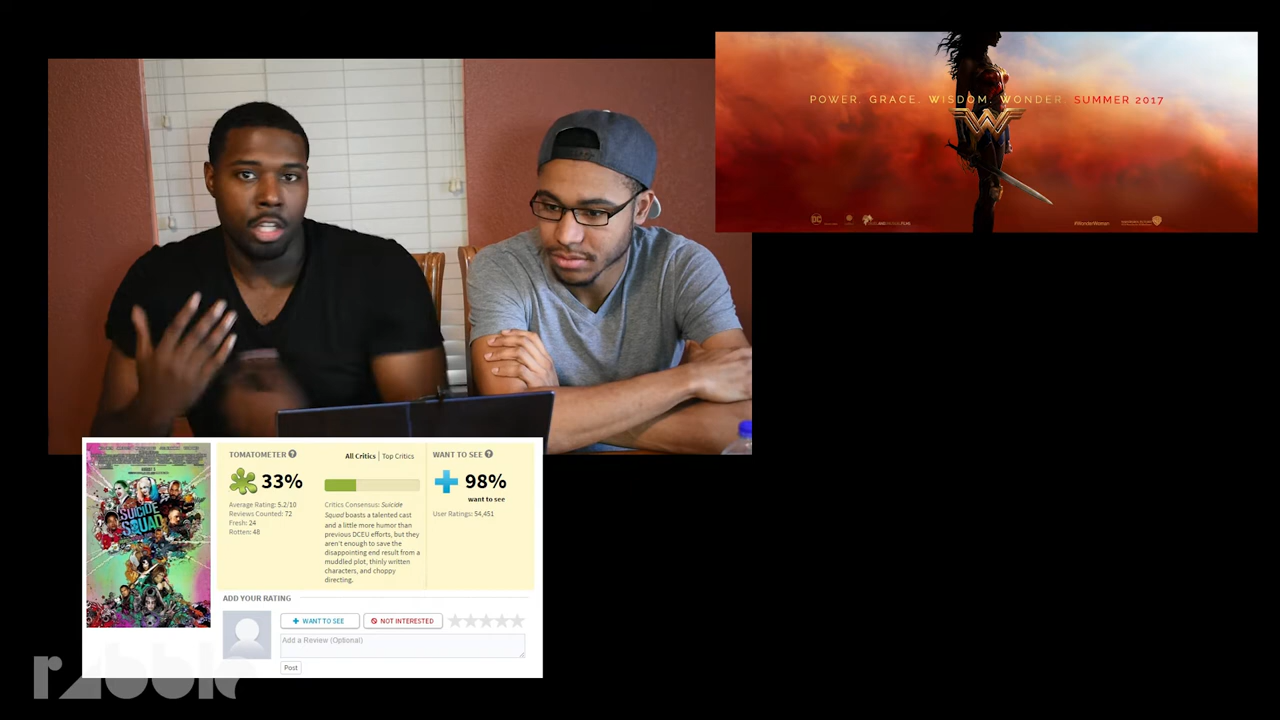 POWER. GRACE. WISDOM. WONDER. SUMMER 2017
W
DC
#WonderWoman
SUICIDE
SQUAD
TOMATOMETER ?
33%
Average Rating: 5.2/10
Reviews Counted: 72
Fresh: 24
Rotten: 48
All Critics | Top Critics
Critics Consensus: Suicide
Squad boasts a talented cast
and a little more humor than
previous DCEU efforts, but they
aren't enough to save the
disappointing end result from a
muddled plot, thinly written
characters, and choppy
directing.
WANT TO SEE ?
98%
want to see
User Ratings: 54,451
ADD YOUR RATING
WANT TO SEE
NOT INTERESTED
Add a Review (Optional)
Post
rabble